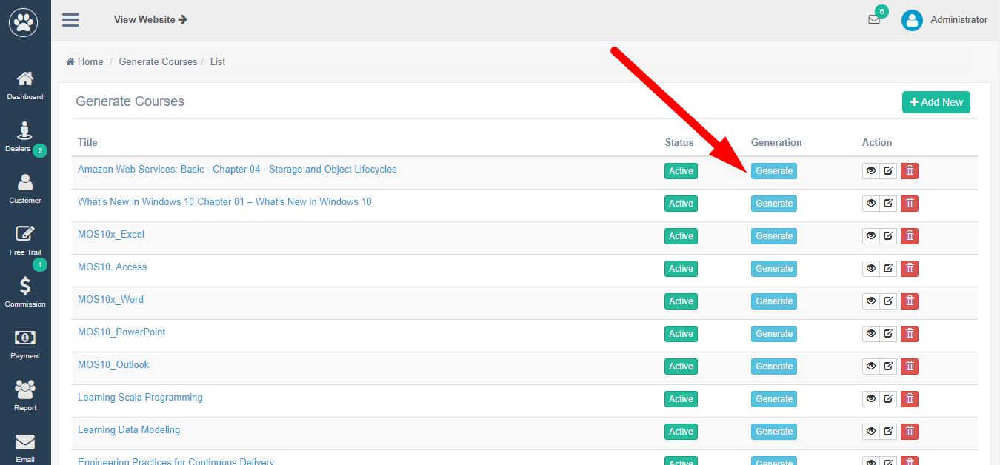 View Website
6
Administrator
Home / Generate Courses / List
Dashboard
Dealers 2
Customer
Free Trail
1
Commission
Payment
Report
Email
Generate Courses
Add New
Title Status Generation Action
Amazon Web Services: Basic - Chapter 04 - Storage and Object Lifecycles Active Generate
What's New in Windows 10 Chapter 01 – What's New in Windows 10 Active Generate
MOS10x_Excel Active Generate
MOS10_Access Active Generate
MOS10x_Word Active Generate
MOS10_PowerPoint Active Generate
MOS10_Outlook Active Generate
Learning Scala Programming Active Generate
Learning Data Modeling Active Generate
Engineering Practices for Continuous Delivery Active Generate